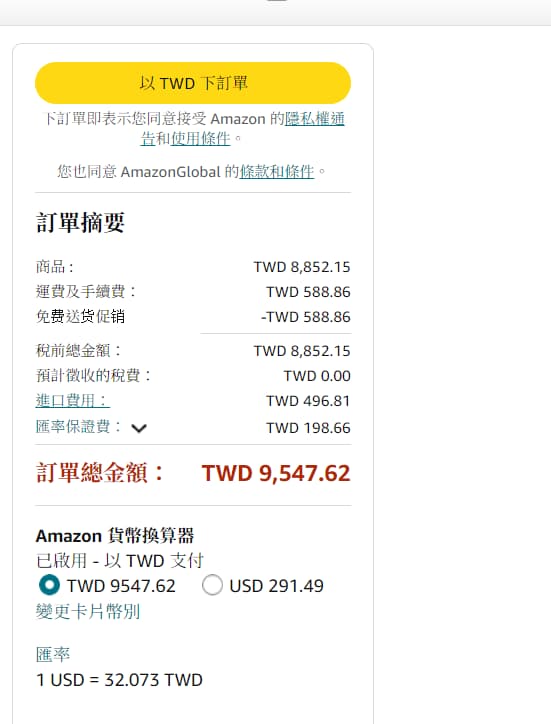 以 TWD 下訂單
下訂單即表示您同意接受 Amazon 的隱私權通
告和使用條件。
您也同意 AmazonGlobal 的條款和條件。
訂單摘要
商品： TWD 8,852.15
運費及手續費： TWD 588.86
免费送货促销 -TWD 588.86
稅前總金額： TWD 8,852.15
預計徵收的稅費： TWD 0.00
進口費用： TWD 496.81
匯率保證費： TWD 198.66
訂單總金額： TWD 9,547.62
Amazon 貨幣換算器
已啟用 - 以 TWD 支付
TWD 9547.62 USD 291.49
變更卡片幣別
匯率
1 USD = 32.073 TWD